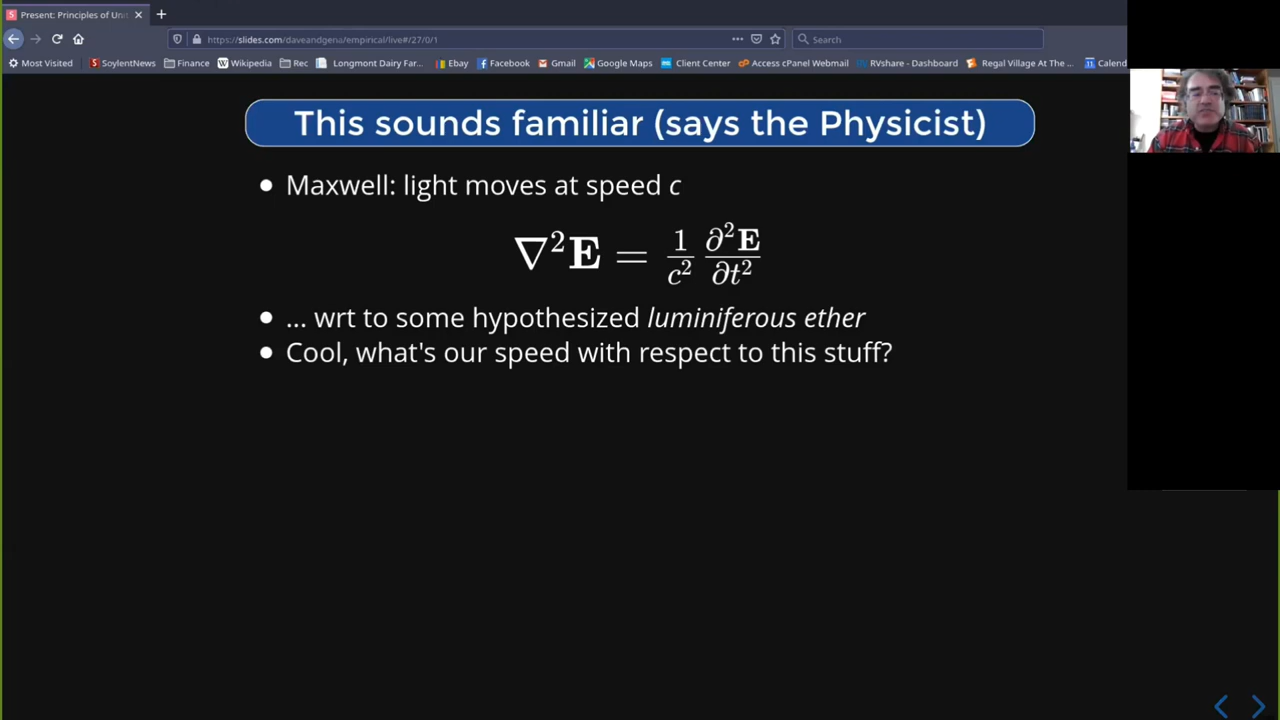 Present: Principles of Uni
https://slides.com/daveandgena/empirical/live#/27/0/1
Search
Most Visited
SoylentNews
Finance
Wikipedia
Rec
Longmont Dairy Far...
Ebay
Facebook
Gmail
Google Maps
Client Center
Access cPanel Webmail
RVshare - Dashboard
Regal Village At The ...
Calend
This sounds familiar (says the Physicist)
Maxwell: light moves at speed c
∇²E = 1/c² ∂²E/∂t²
... wrt to some hypothesized luminiferous ether
Cool, what's our speed with respect to this stuff?